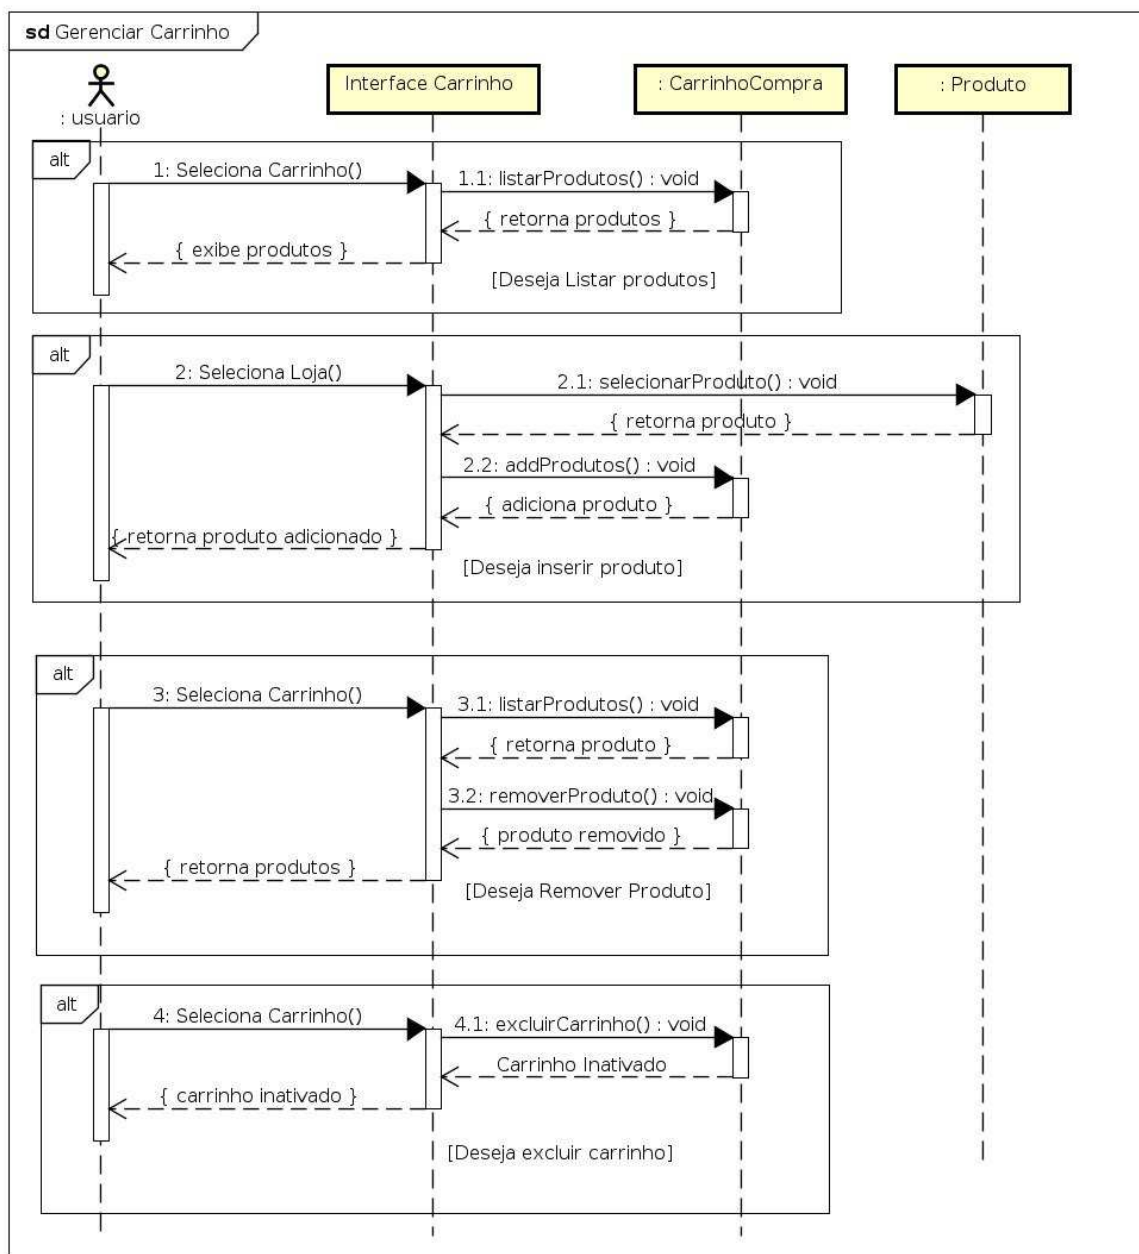 sd Gerenciar Carrinho
: usuario
Interface Carrinho
: CarrinhoCompra
: Produto
alt
1: Seleciona Carrinho()
1.1: listarProdutos() : void
{ retorna produtos }
{ exibe produtos }
[Deseja Listar produtos]
alt
2: Seleciona Loja()
2.1: selecionarProduto() : void
{ retorna produto }
2.2: addProdutos() : void
{ adiciona produto }
{ retorna produto adicionado }
[Deseja inserir produto]
alt
3: Seleciona Carrinho()
3.1: listarProdutos() : void
{ retorna produto }
3.2: removerProduto() : void
{ produto removido }
{ retorna produtos }
[Deseja Remover Produto]
alt
4: Seleciona Carrinho()
4.1: excluirCarrinho() : void
Carrinho Inativado
{ carrinho inativado }
[Deseja excluir carrinho]